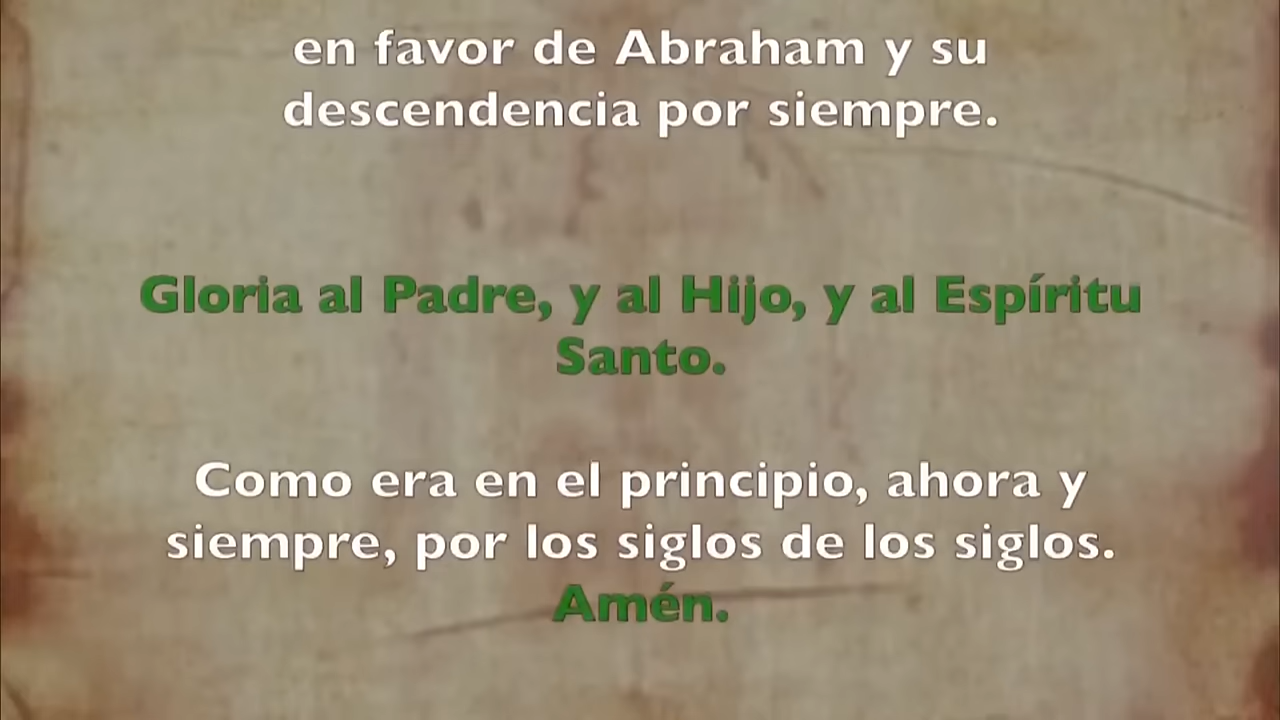 en favor de Abraham y su
descendencia por siempre.
Gloria al Padre, y al Hijo, y al Espíritu
Santo.
Como era en el principio, ahora y
siempre, por los siglos de los siglos.
Amén.